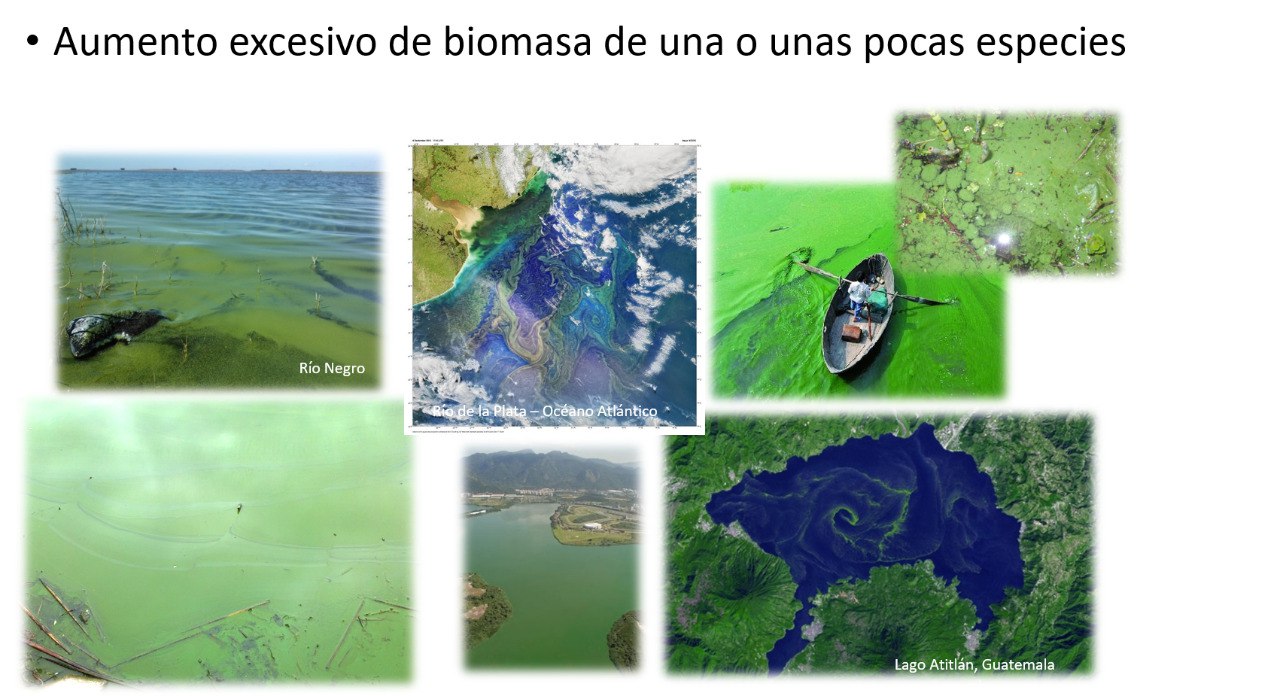 • Aumento excesivo de biomasa de una o unas pocas especies
Río Negro
Río de la Plata – Océano Atlántico
Lago Atitlán, Guatemala